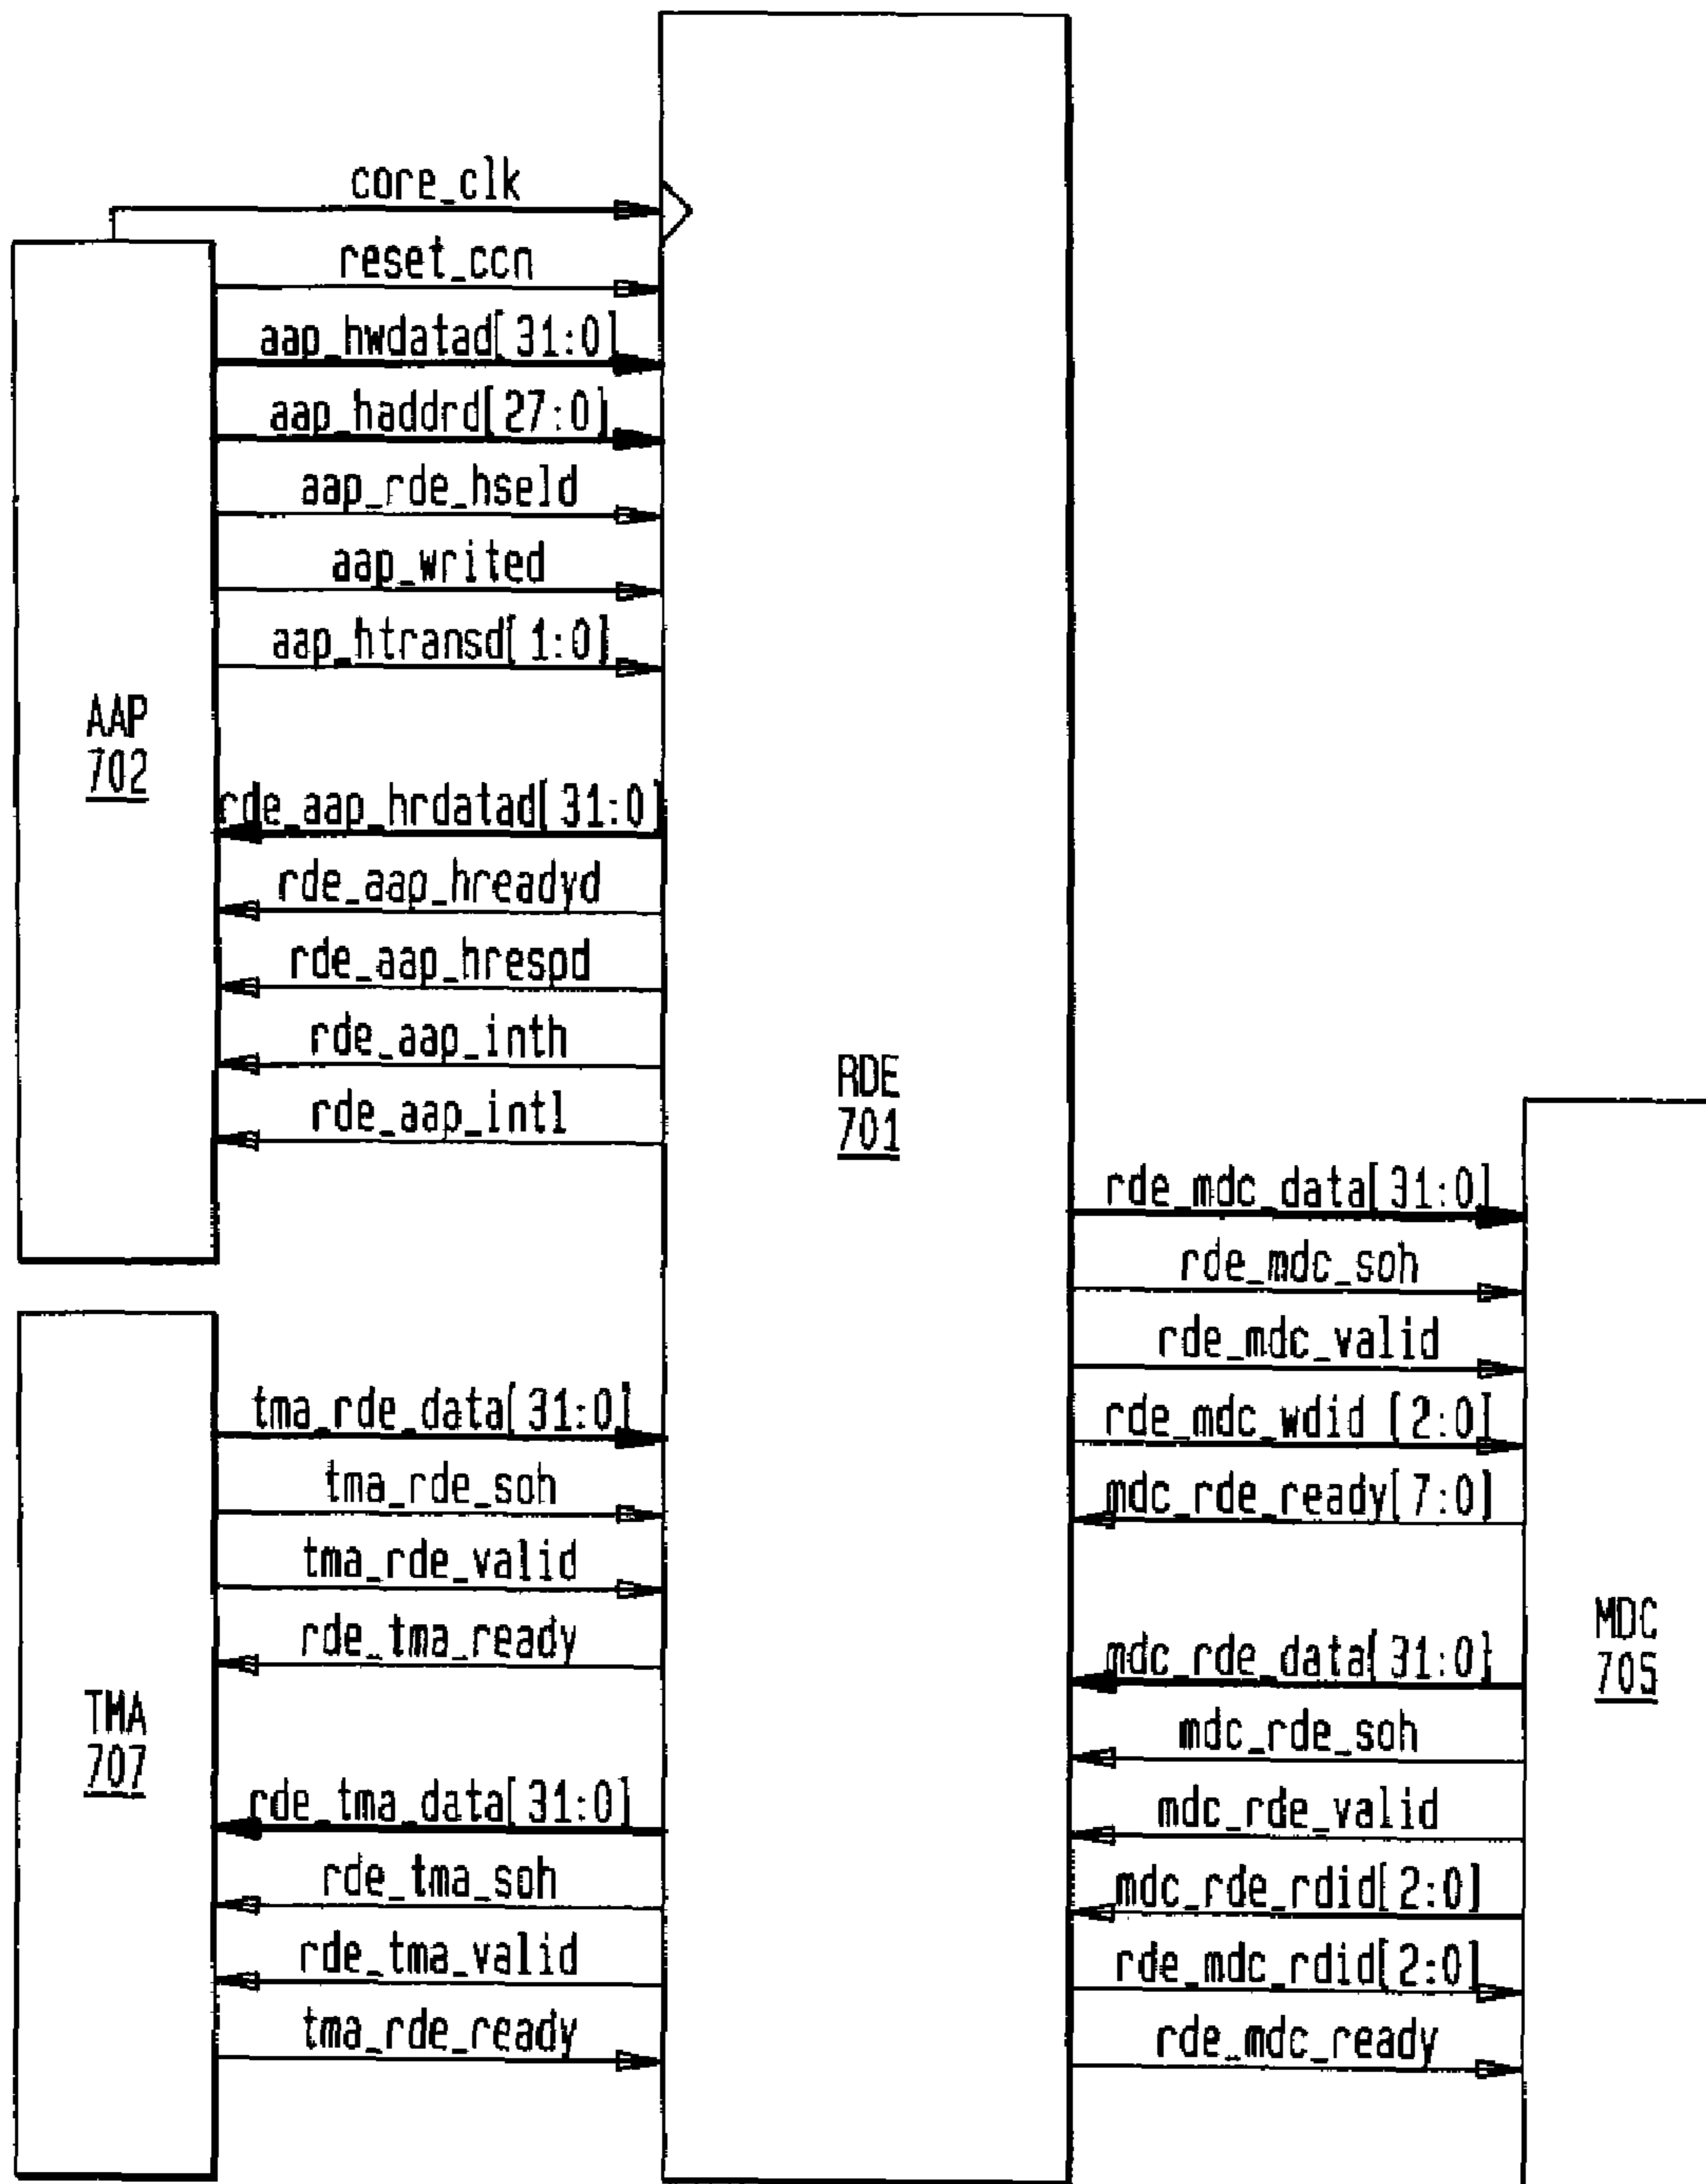 core_clk
reset_ccn
aap_hwdatad[31:0]
aap_haddrd[27:0]
aap_rde_hseld
aap_writed
aap_htransd[1:0]
AAP
702
rde_aap_hrdatad[31:0]
rde_aap_hreadyd
rde_aap_hrespd
rde_aap_inth
rde_aap_intl
RDE
701
rde_mdc_data[31:0]
rde_mdc_soh
rde_mdc_valid
rde_mdc_wdid [2:0]
mdc_rde_ready[7:0]
mdc_rde_data[31:0]
mdc_rde_soh
mdc_rde_valid
mdc_rde_rdid[2:0]
rde_mdc_rdid[2:0]
rde_mdc_ready
MDC
705
tma_rde_data[31:0]
tma_rde_soh
tma_rde_valid
rde_tma_ready
TMA
707
rde_tma_data[31:0]
rde_tma_soh
rde_tma_valid
tma_rde_ready